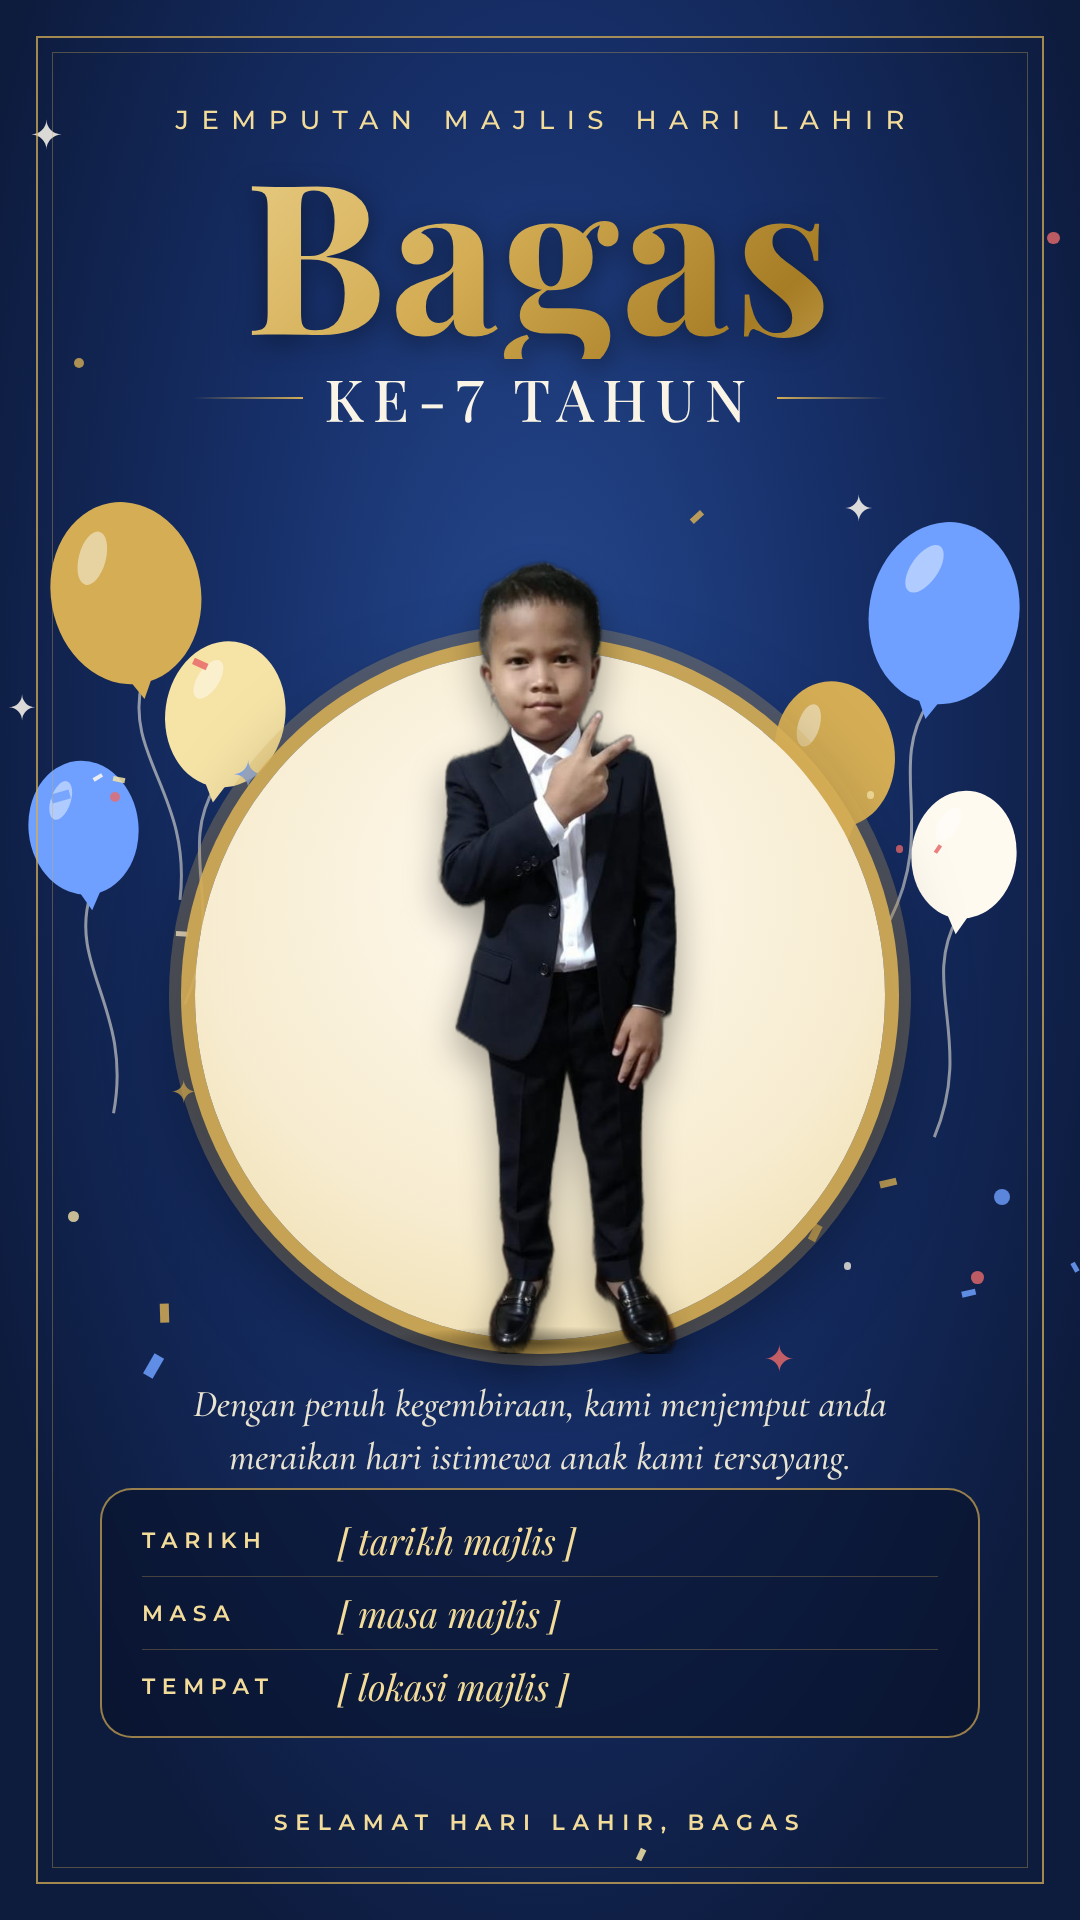 JEMPUTAN MAJLIS HARI LAHIR
Bagas
KE-7 TAHUN
Dengan penuh kegembiraan, kami menjemput anda
meraikan hari istimewa anak kami tersayang.
TARIKH [ tarikh majlis ]
MASA [ masa majlis ]
TEMPAT [ lokasi majlis ]
SELAMAT HARI LAHIR, BAGAS